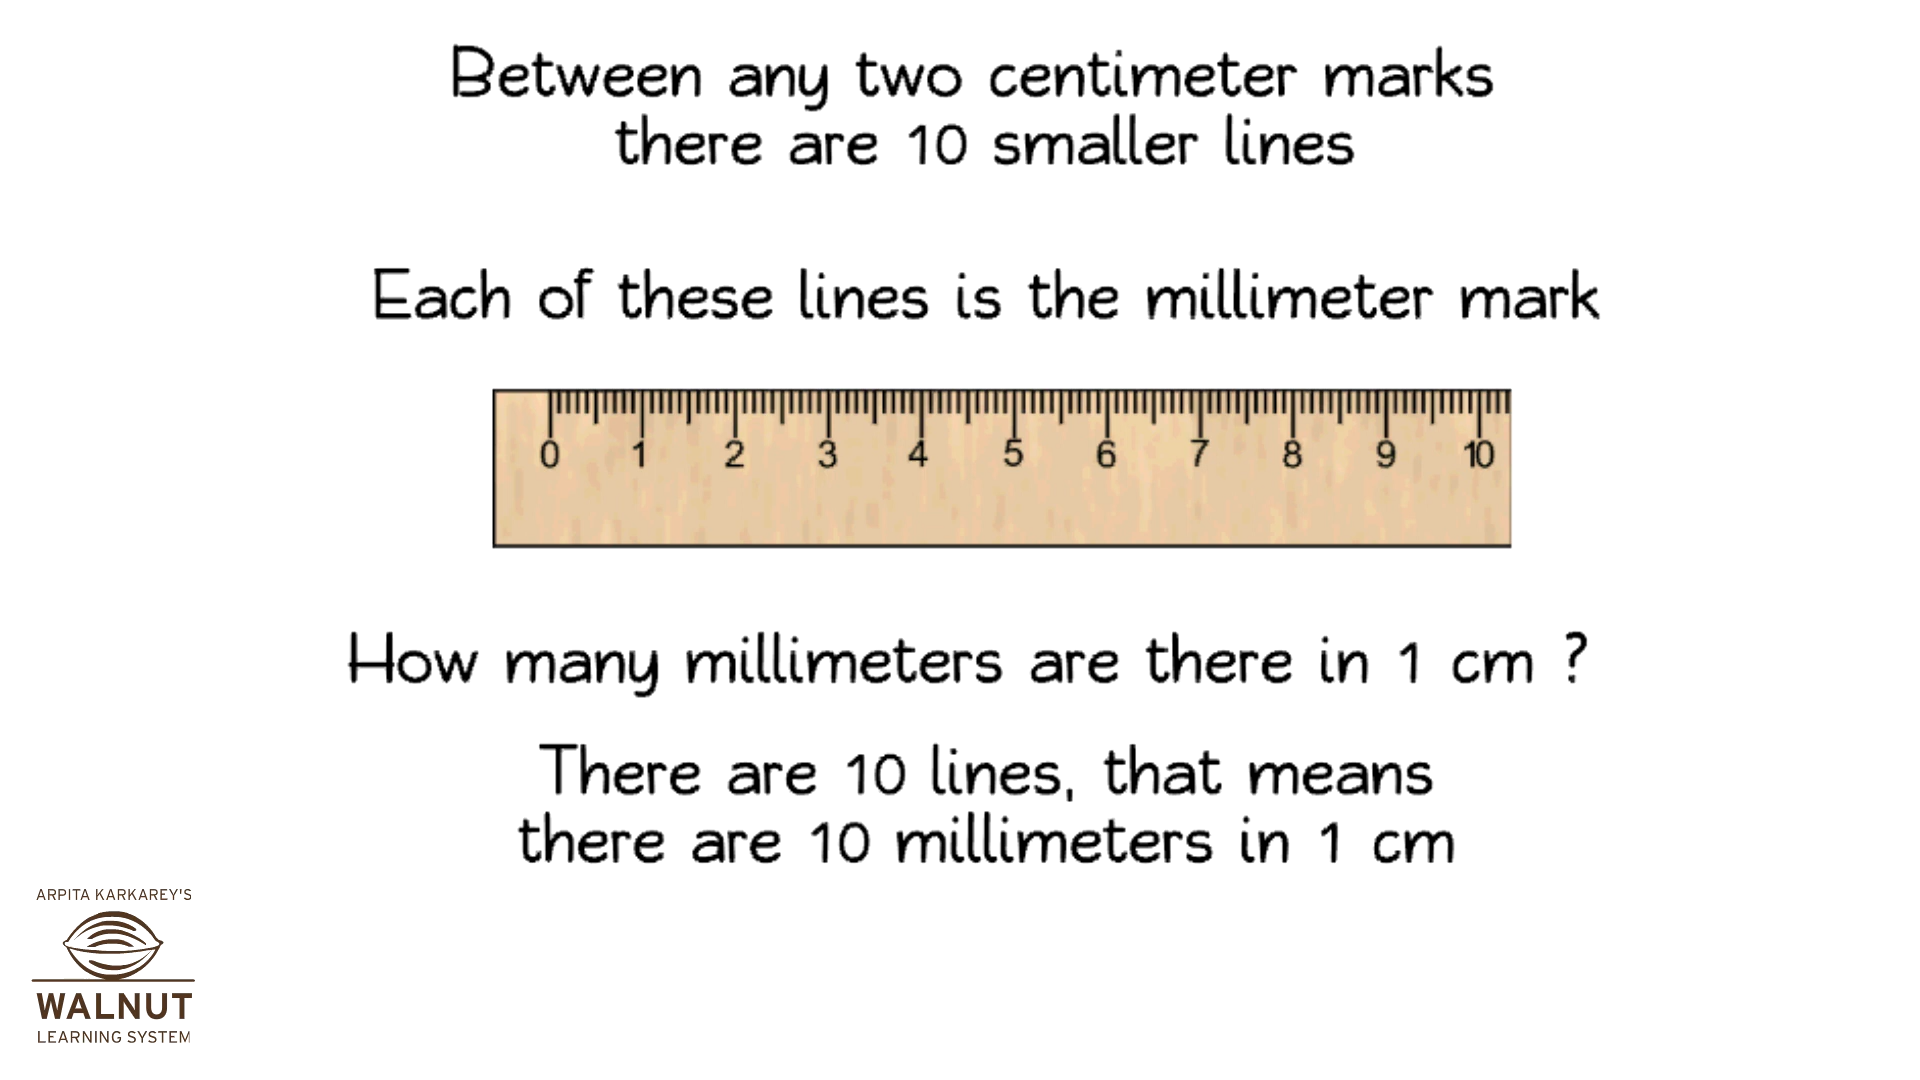 Between any two centimeter marks
there are 10 smaller lines
Each of these lines is the millimeter mark
0 1 2 3 4 5 6 7 8 9 10
How many millimeters are there in 1 cm ?
There are 10 lines, that means
there are 10 millimeters in 1 cm
ARPITA KARKAREY'S
WALNUT
LEARNING SYSTEM